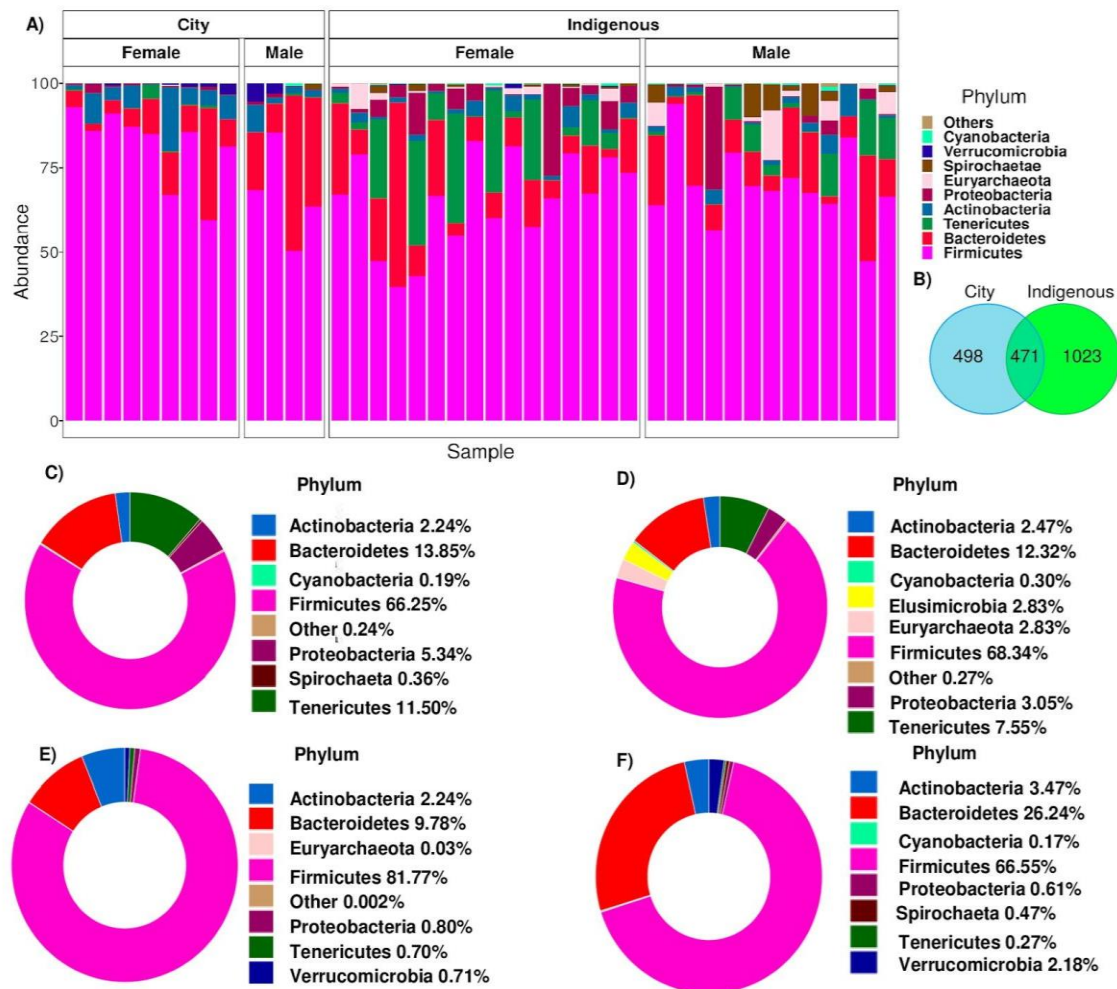 A)
City
Indigenous
Female
Male
Female
Male
100
75
50
25
0
Abundance
Sample
Phylum
Others
Cyanobacteria
Verrucomicrobia
Spirochaetae
Euryarchaeota
Proteobacteria
Actinobacteria
Tenericutes
Bacteroidetes
Firmicutes
B)
City
Indigenous
498
471
1023
C)
Phylum
Actinobacteria 2.24%
Bacteroidetes 13.85%
Cyanobacteria 0.19%
Firmicutes 66.25%
Other 0.24%
Proteobacteria 5.34%
Spirochaeta 0.36%
Tenericutes 11.50%
D)
Phylum
Actinobacteria 2.47%
Bacteroidetes 12.32%
Cyanobacteria 0.30%
Elusimicrobia 2.83%
Euryarchaeota 2.83%
Firmicutes 68.34%
Other 0.27%
Proteobacteria 3.05%
Tenericutes 7.55%
E)
Phylum
Actinobacteria 2.24%
Bacteroidetes 9.78%
Euryarchaeota 0.03%
Firmicutes 81.77%
Other 0.002%
Proteobacteria 0.80%
Tenericutes 0.70%
Verrucomicrobia 0.71%
F)
Phylum
Actinobacteria 3.47%
Bacteroidetes 26.24%
Cyanobacteria 0.17%
Firmicutes 66.55%
Proteobacteria 0.61%
Spirochaeta 0.47%
Tenericutes 0.27%
Verrucomicrobia 2.18%